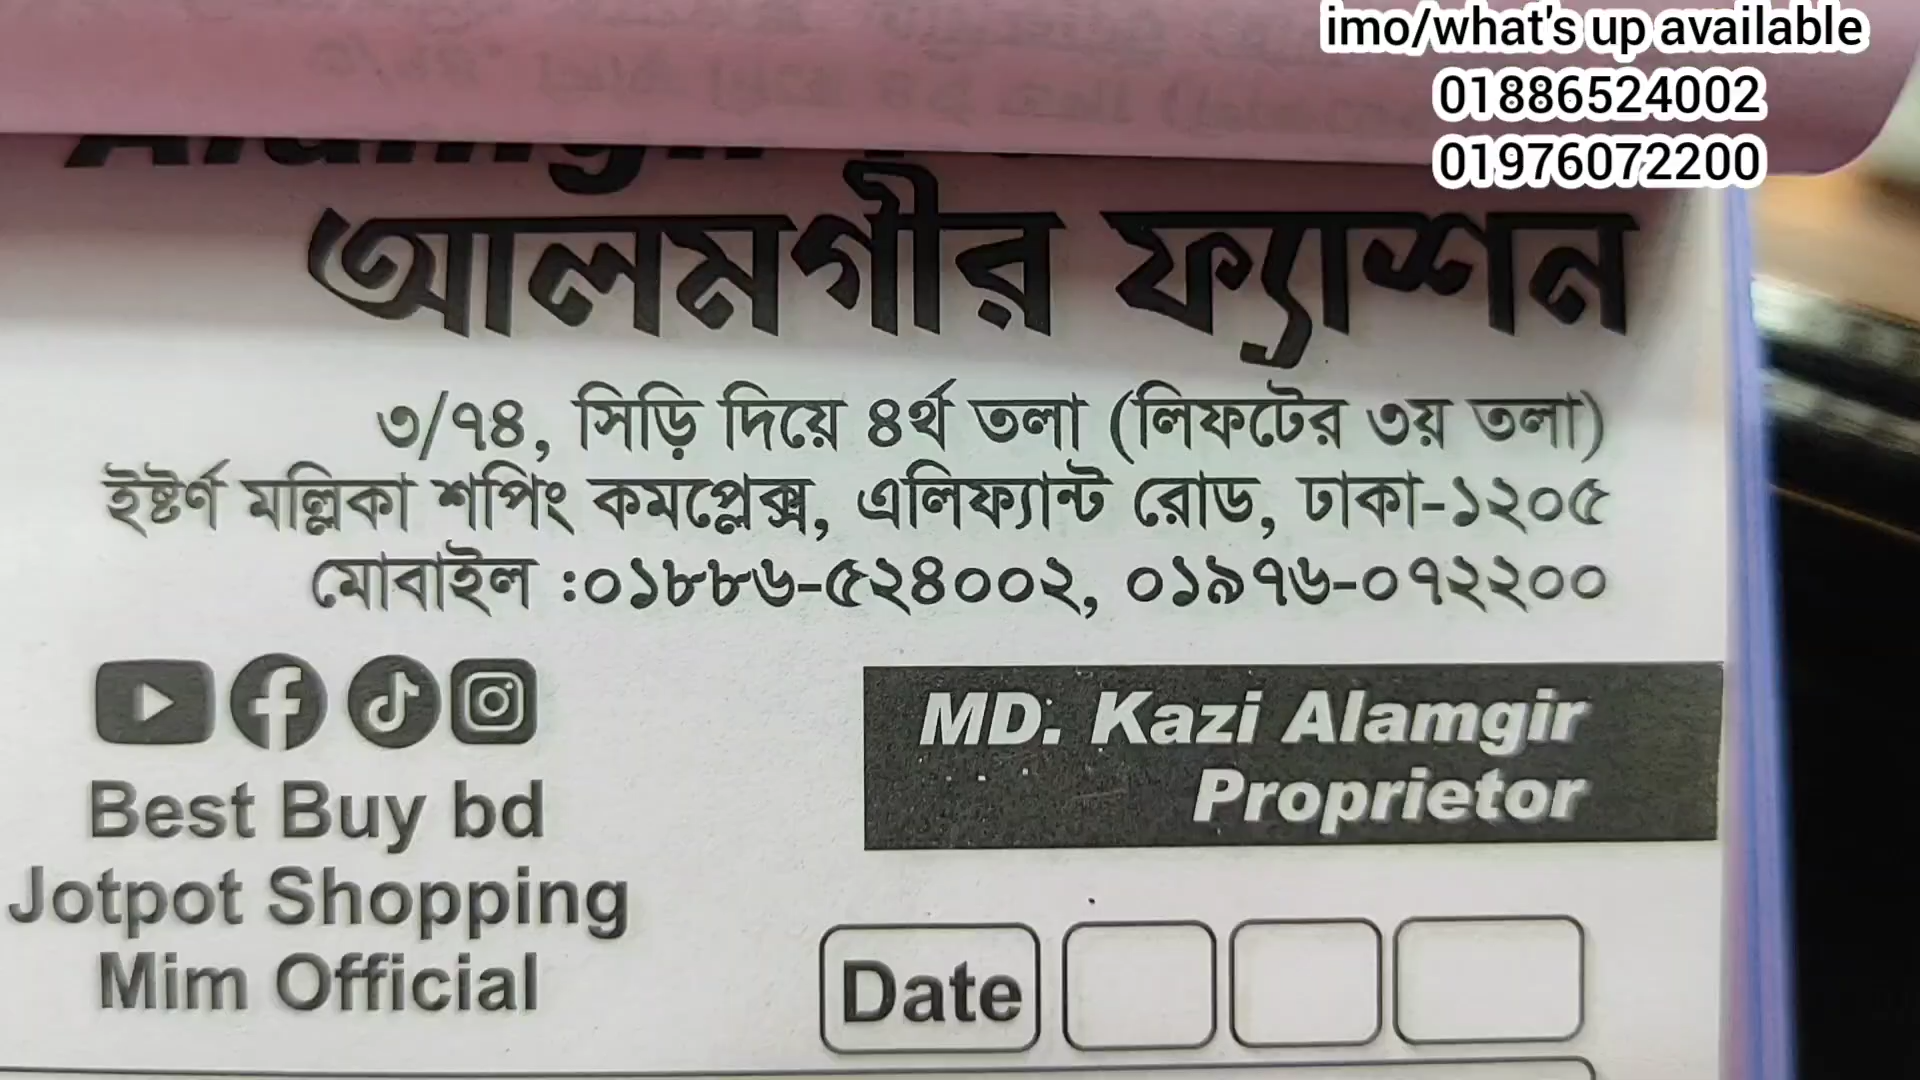 imo/what's up available
01886524002
01976072200
Alamgir
আলমগীর ফ্যাশন
৩/৭৪, সিড়ি দিয়ে ৪র্থ তলা (লিফটের ৩য় তলা)
ইষ্টার্ণ মল্লিকা শপিং কমপ্লেক্স, এলিফ্যান্ট রোড, ঢাকা-১২০৫
মোবাইল :০১৮৮৬-৫২৪০০২, ০১৯৭৬-০৭২২০০
MD. Kazi Alamgir
Proprietor
Best Buy bd
Jotpot Shopping
Mim Official
Date